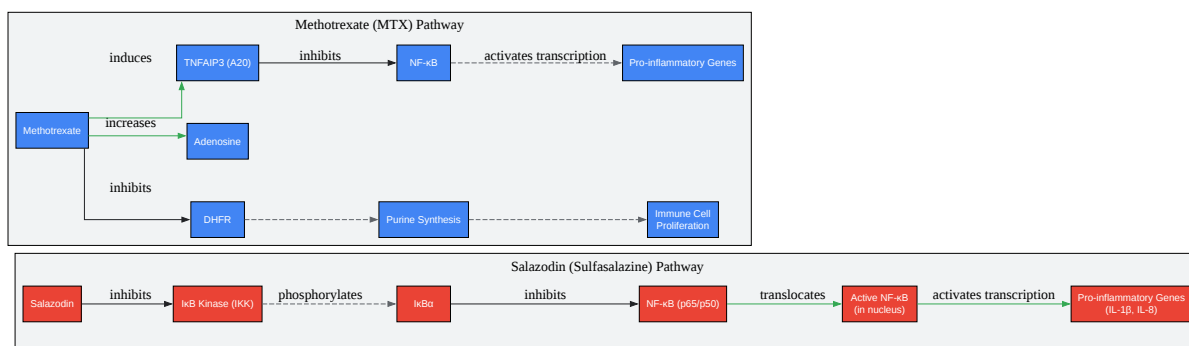 Methotrexate (MTX) Pathway
induces
TNFAIP3 (A20)
inhibits
NF-κB
activates transcription
Pro-inflammatory Genes
Methotrexate
increases
Adenosine
inhibits
DHFR
Purine Synthesis
Immune Cell
Proliferation
Salazodin (Sulfasalazine) Pathway
Salazodin
inhibits
IκB Kinase (IKK)
phosphorylates
IκBα
inhibits
NF-κB (p65/p50)
translocates
Active NF-κB
(in nucleus)
activates transcription
Pro-inflammatory Genes
(IL-1β, IL-8)